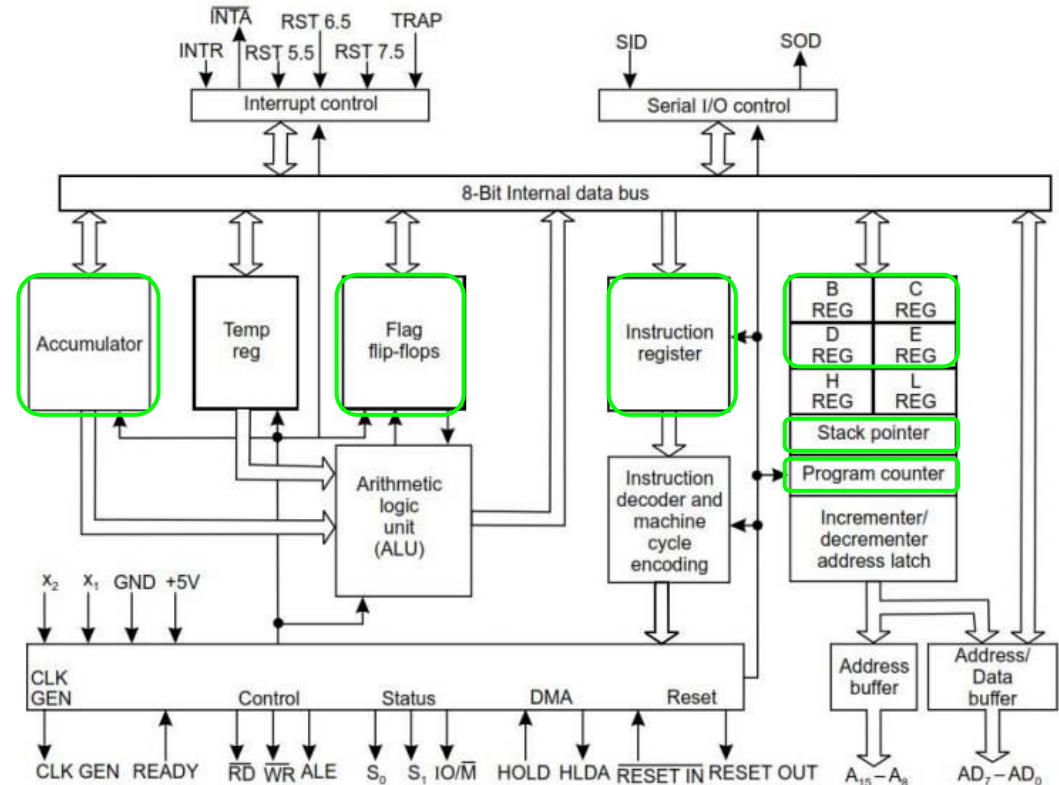 INTA
RST 6.5 TRAP
INTR RST 5.5 RST 7.5
SID SOD
Interrupt control
Serial I/O control
8-Bit Internal data bus
Accumulator
Temp
reg
Flag
flip-flops
Instruction
register
B
REG
C
REG
D
REG
E
REG
H
REG
L
REG
Stack pointer
Program counter
Incrementer/
decrementer
address latch
Arithmetic
logic
unit
(ALU)
Instruction
decoder and
machine
cycle
encoding
x₂ x₁ GND +5V
CLK
GEN
Control Status DMA Reset
Address
buffer
Address/
Data
buffer
CLK GEN READY R̅D̅ W̅R̅ ALE S₀ S₁ IO/M̅ HOLD HLDA R̅E̅S̅E̅T̅ I̅N̅ RESET OUT
A₁₅–A₈ AD₇–AD₀